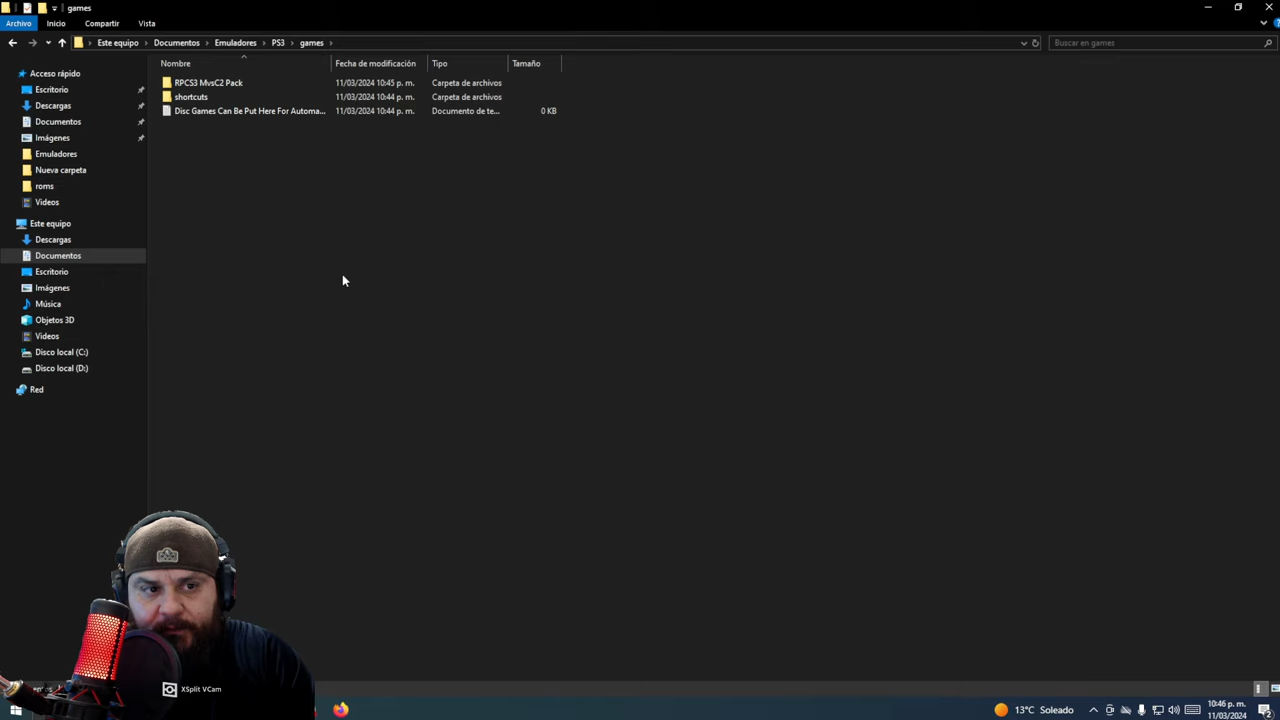 games
Archivo Inicio Compartir Vista
Este equipo Documentos Emuladores PS3 games
Buscar en games
Nombre Fecha de modificación Tipo Tamaño
RPCS3 MvsC2 Pack 11/03/2024 10:45 p. m. Carpeta de archivos
shortcuts 11/03/2024 10:44 p. m. Carpeta de archivos
Disc Games Can Be Put Here For Automa... 11/03/2024 10:44 p. m. Documento de te... 0 KB
Acceso rápido
Escritorio
Descargas
Documentos
Imágenes
Emuladores
Nueva carpeta
roms
Videos
Este equipo
Descargas
Documentos
Escritorio
Imágenes
Música
Objetos 3D
Videos
Disco local (C:)
Disco local (D:)
Red
XSplit VCam
13°C Soleado
10:46 p. m.
11/03/2024